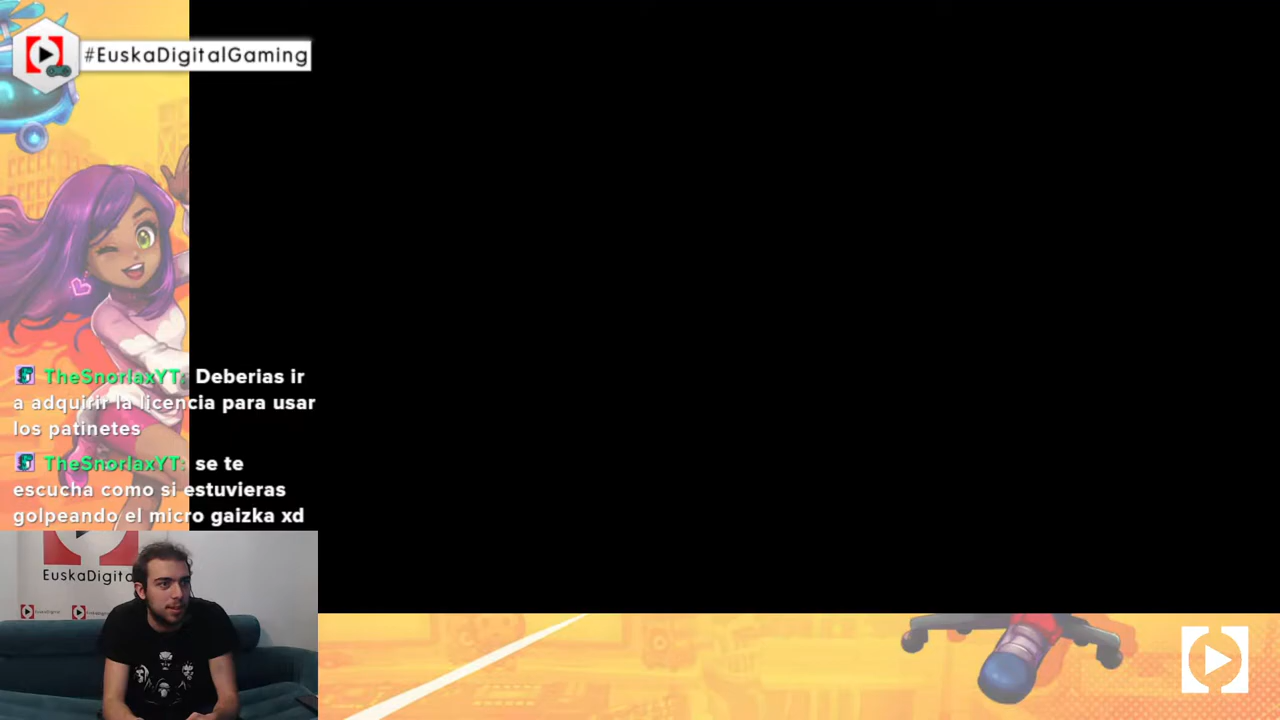 #EuskaDigitalGaming
TheSnorlaxYT: Deberias ir
a adquirir la licencia para usar
los patinetes
TheSnorlaxYT: se te
escucha como si estuvieras
golpeando el micro gaizka xd